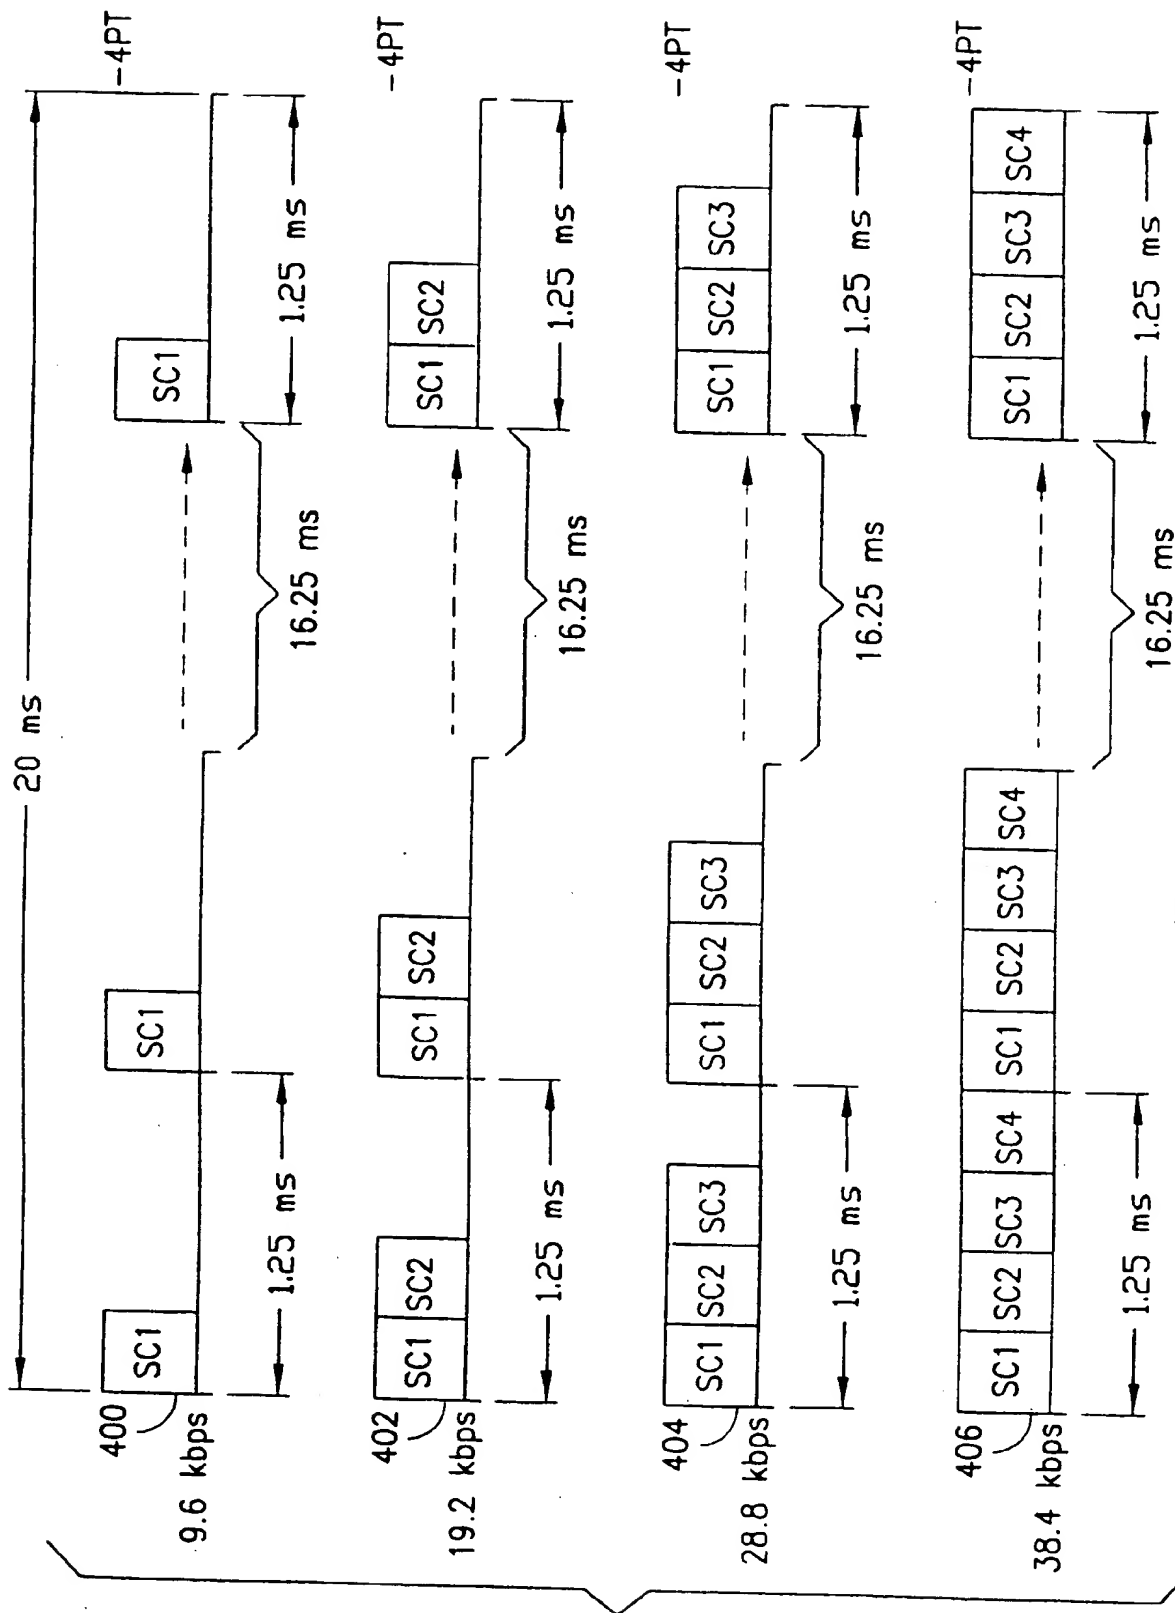 20 ms
400
9.6 kbps
SC1
SC1
SC1
-4PT
1.25 ms
16.25 ms
1.25 ms
402
19.2 kbps
SC1 SC2
SC1 SC2
SC1 SC2
-4PT
1.25 ms
16.25 ms
1.25 ms
404
28.8 kbps
SC1 SC2 SC3
SC1 SC2 SC3
SC1 SC2 SC3
-4PT
1.25 ms
16.25 ms
1.25 ms
406
38.4 kbps
SC1 SC2 SC3 SC4 SC1 SC2 SC3 SC4
SC1 SC2 SC3 SC4
-4PT
1.25 ms
16.25 ms
1.25 ms